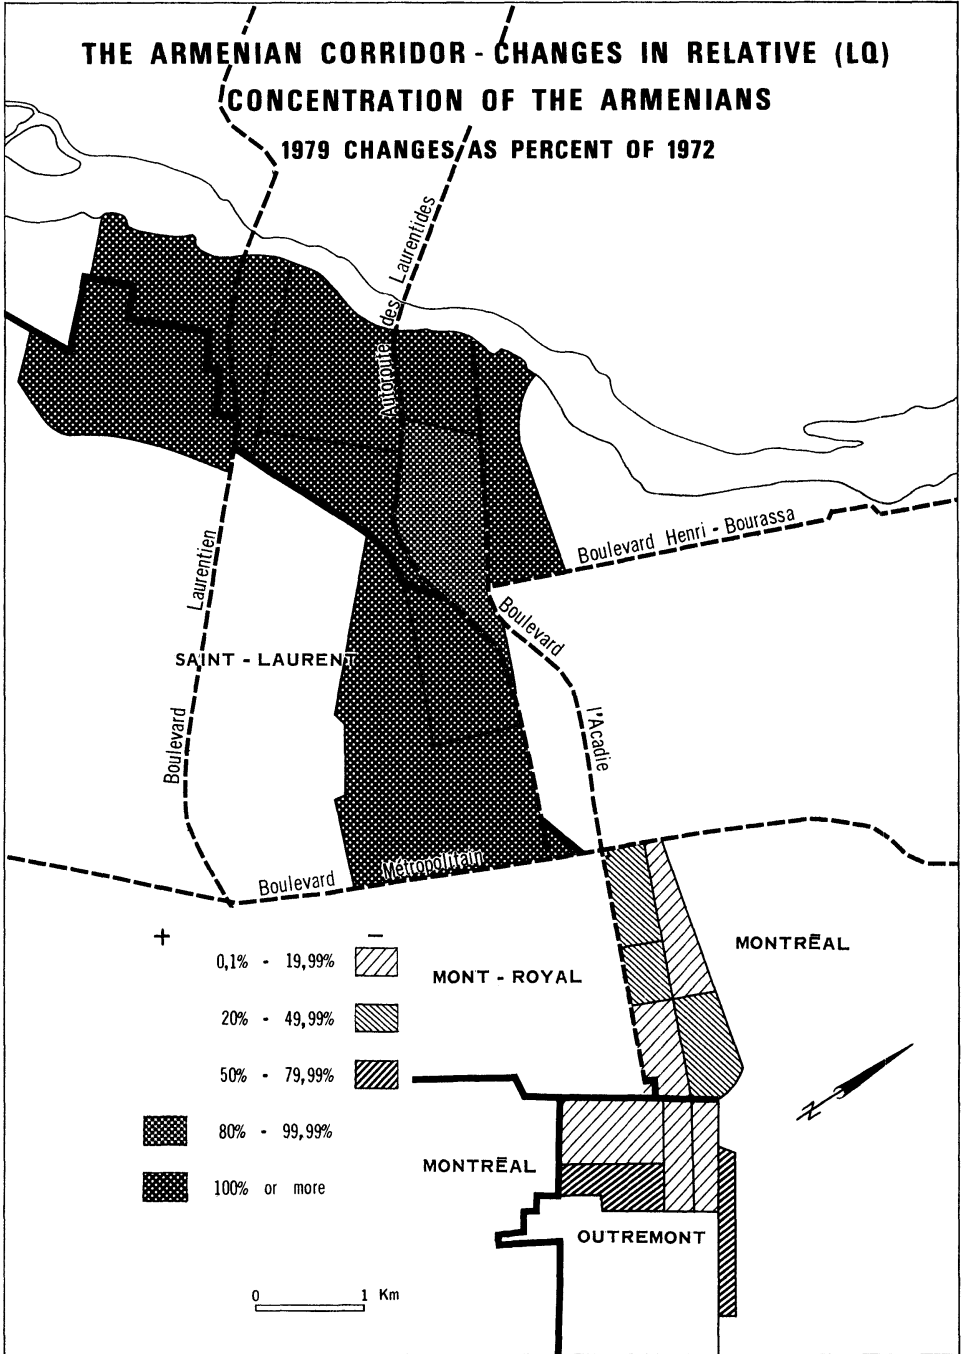 THE ARMENIAN CORRIDOR - CHANGES IN RELATIVE (LQ)
CONCENTRATION OF THE ARMENIANS
1979 CHANGES AS PERCENT OF 1972
Autoroute des Laurentides
Boulevard Henri - Bourassa
Boulevard Laurentien
Boulevard l'Acadie
SAINT - LAURENT
Boulevard Métropolitain
+ −
0,1% - 19,99%
20% - 49,99%
50% - 79,99%
80% - 99,99%
100% or more
MONT - ROYAL
MONTRĒAL
N
MONTRĒAL
OUTREMONT
0 1 Km